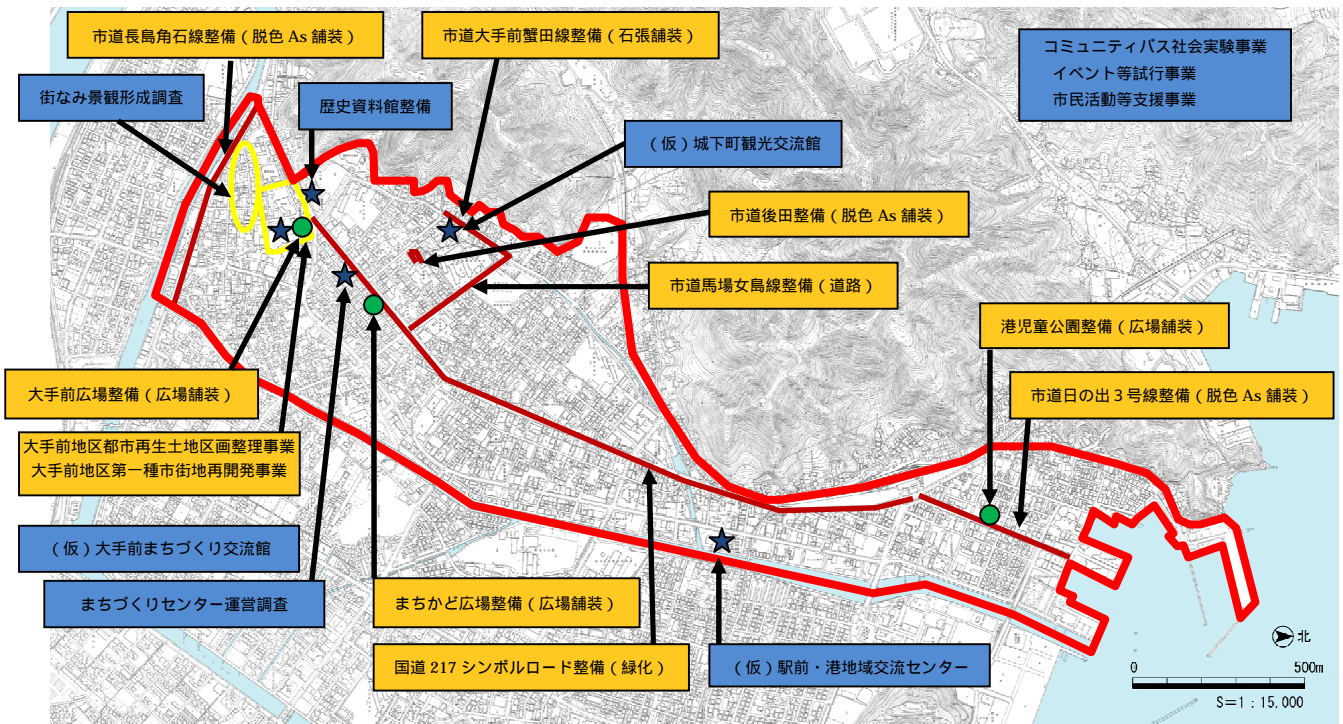 市道長島角石線整備(脱色 As 舗装)
市道大手前蟹田線整備(石張舗装)
コミュニティバス社会実験事業
イベント等試行事業
市民活動等支援事業
街なみ景観形成調査
歴史資料館整備
(仮)城下町観光交流館
市道後田整備(脱色 As 舗装)
市道馬場女島線整備(道路)
港児童公園整備(広場舗装)
大手前広場整備(広場舗装)
市道日の出3号線整備(脱色 As 舗装)
大手前地区都市再生土地区画整理事業
大手前地区第一種市街地再開発事業
(仮)大手前まちづくり交流館
まちづくりセンター運営調査
まちかど広場整備(広場舗装)
国道 217 シンボルロード整備(緑化)
(仮)駅前・港地域交流センター
北
0 500m
S=1:15,000